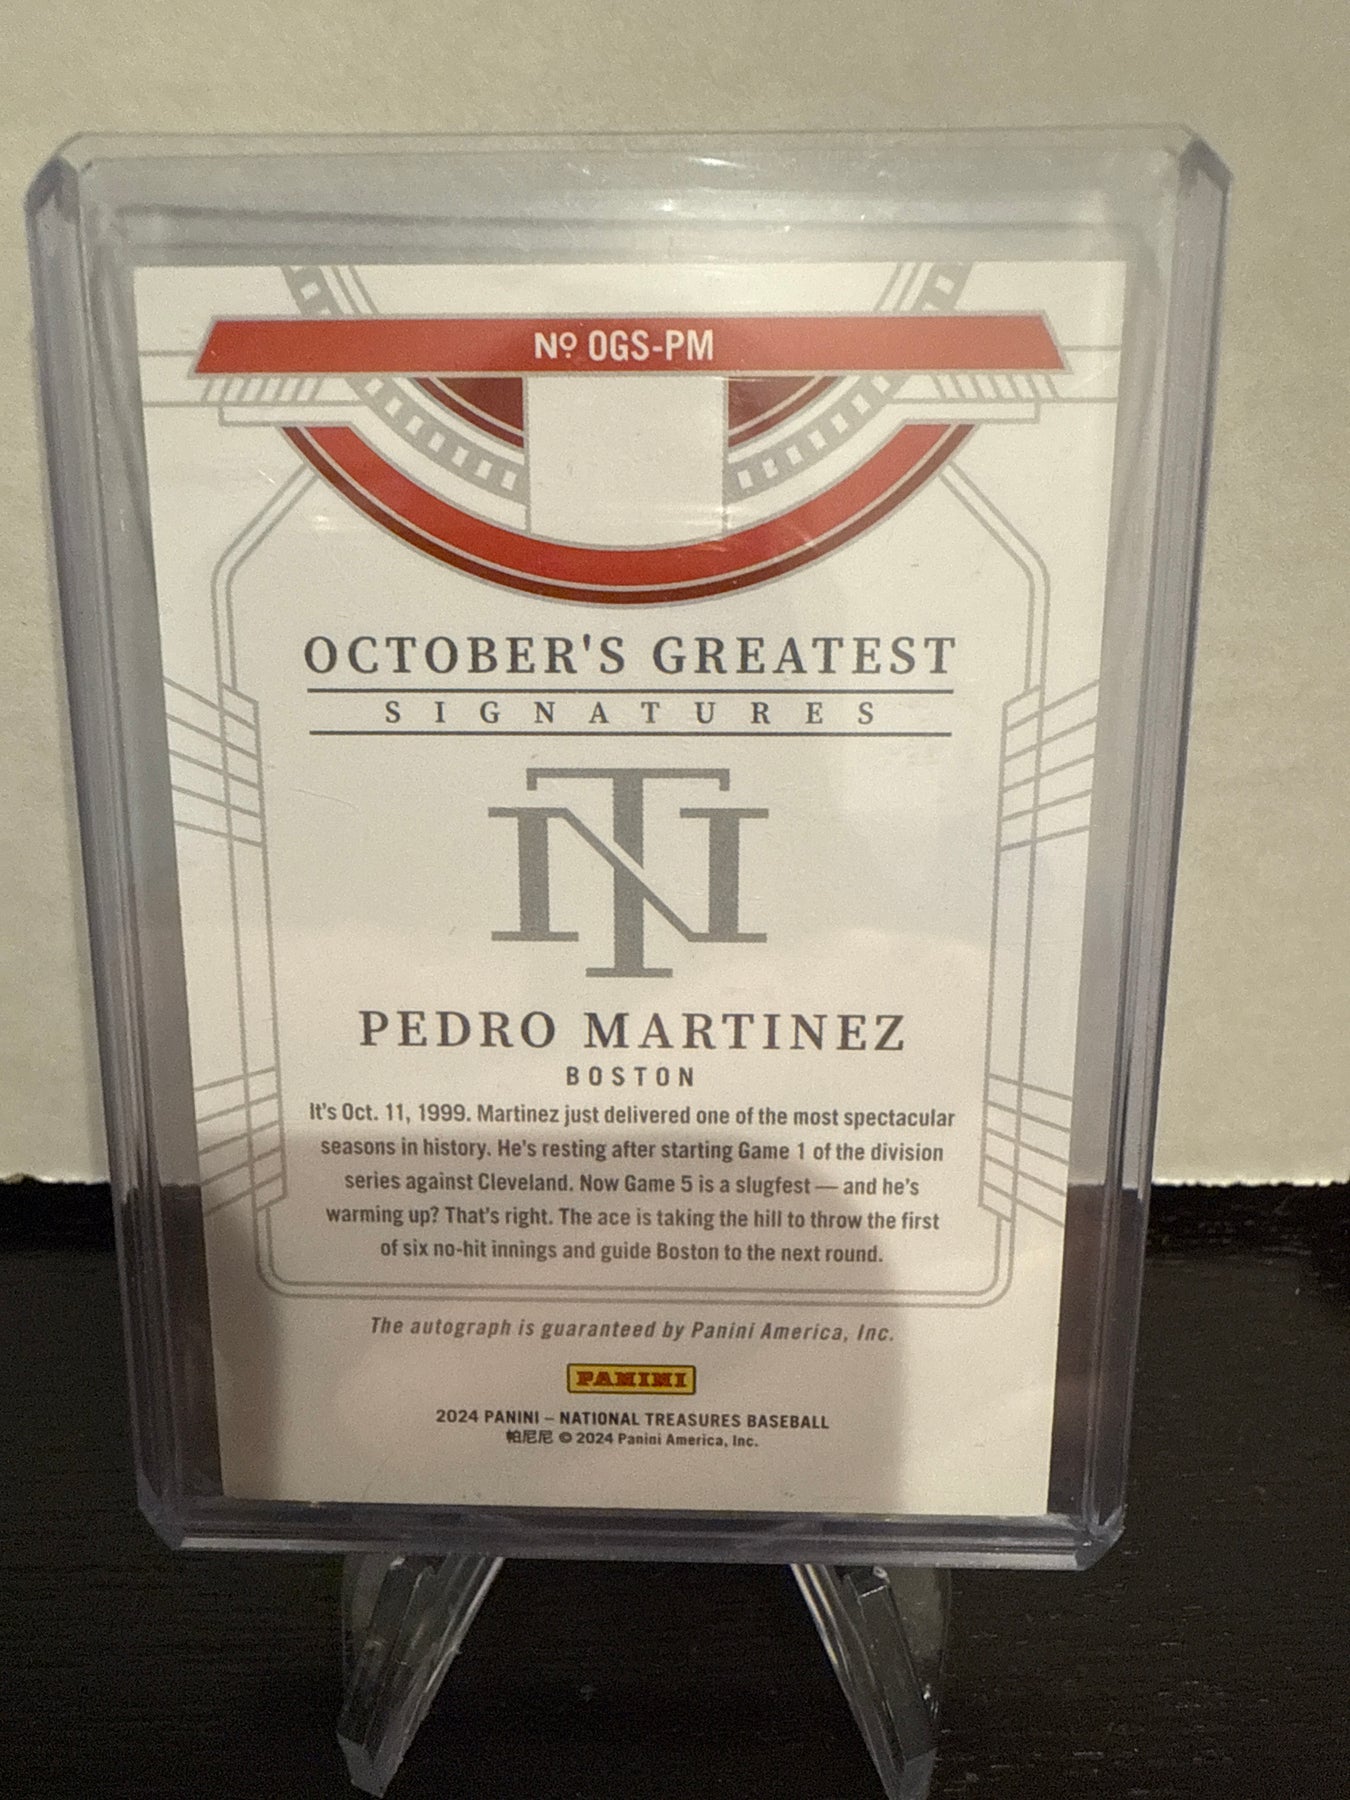 Nº OGS-PM
OCTOBER'S GREATEST
SIGNATURES
NT
PEDRO MARTINEZ
BOSTON
It's Oct. 11, 1999. Martinez just delivered one of the most spectacular
seasons in history. He's resting after starting Game 1 of the division
series against Cleveland. Now Game 5 is a slugfest — and he's
warming up? That's right. The ace is taking the hill to throw the first
of six no-hit innings and guide Boston to the next round.
The autograph is guaranteed by Panini America, Inc.
PANINI
2024 PANINI – NATIONAL TREASURES BASEBALL
帕尼尼 © 2024 Panini America, Inc.